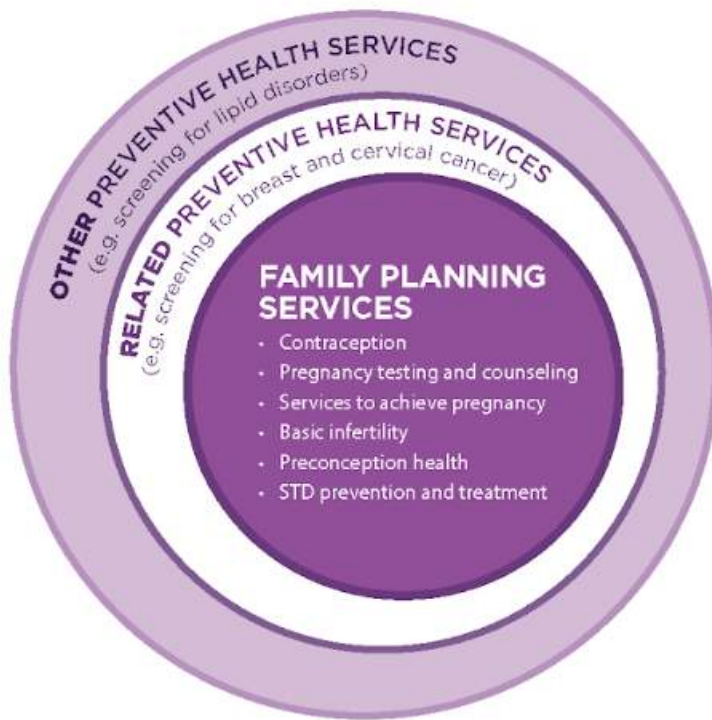 OTHER PREVENTIVE HEALTH SERVICES
(e.g. screening for lipid disorders)
RELATED PREVENTIVE HEALTH SERVICES
(e.g. screening for breast and cervical cancer)
FAMILY PLANNING
SERVICES
• Contraception
• Pregnancy testing and counseling
• Services to achieve pregnancy
• Basic infertility
• Preconception health
• STD prevention and treatment